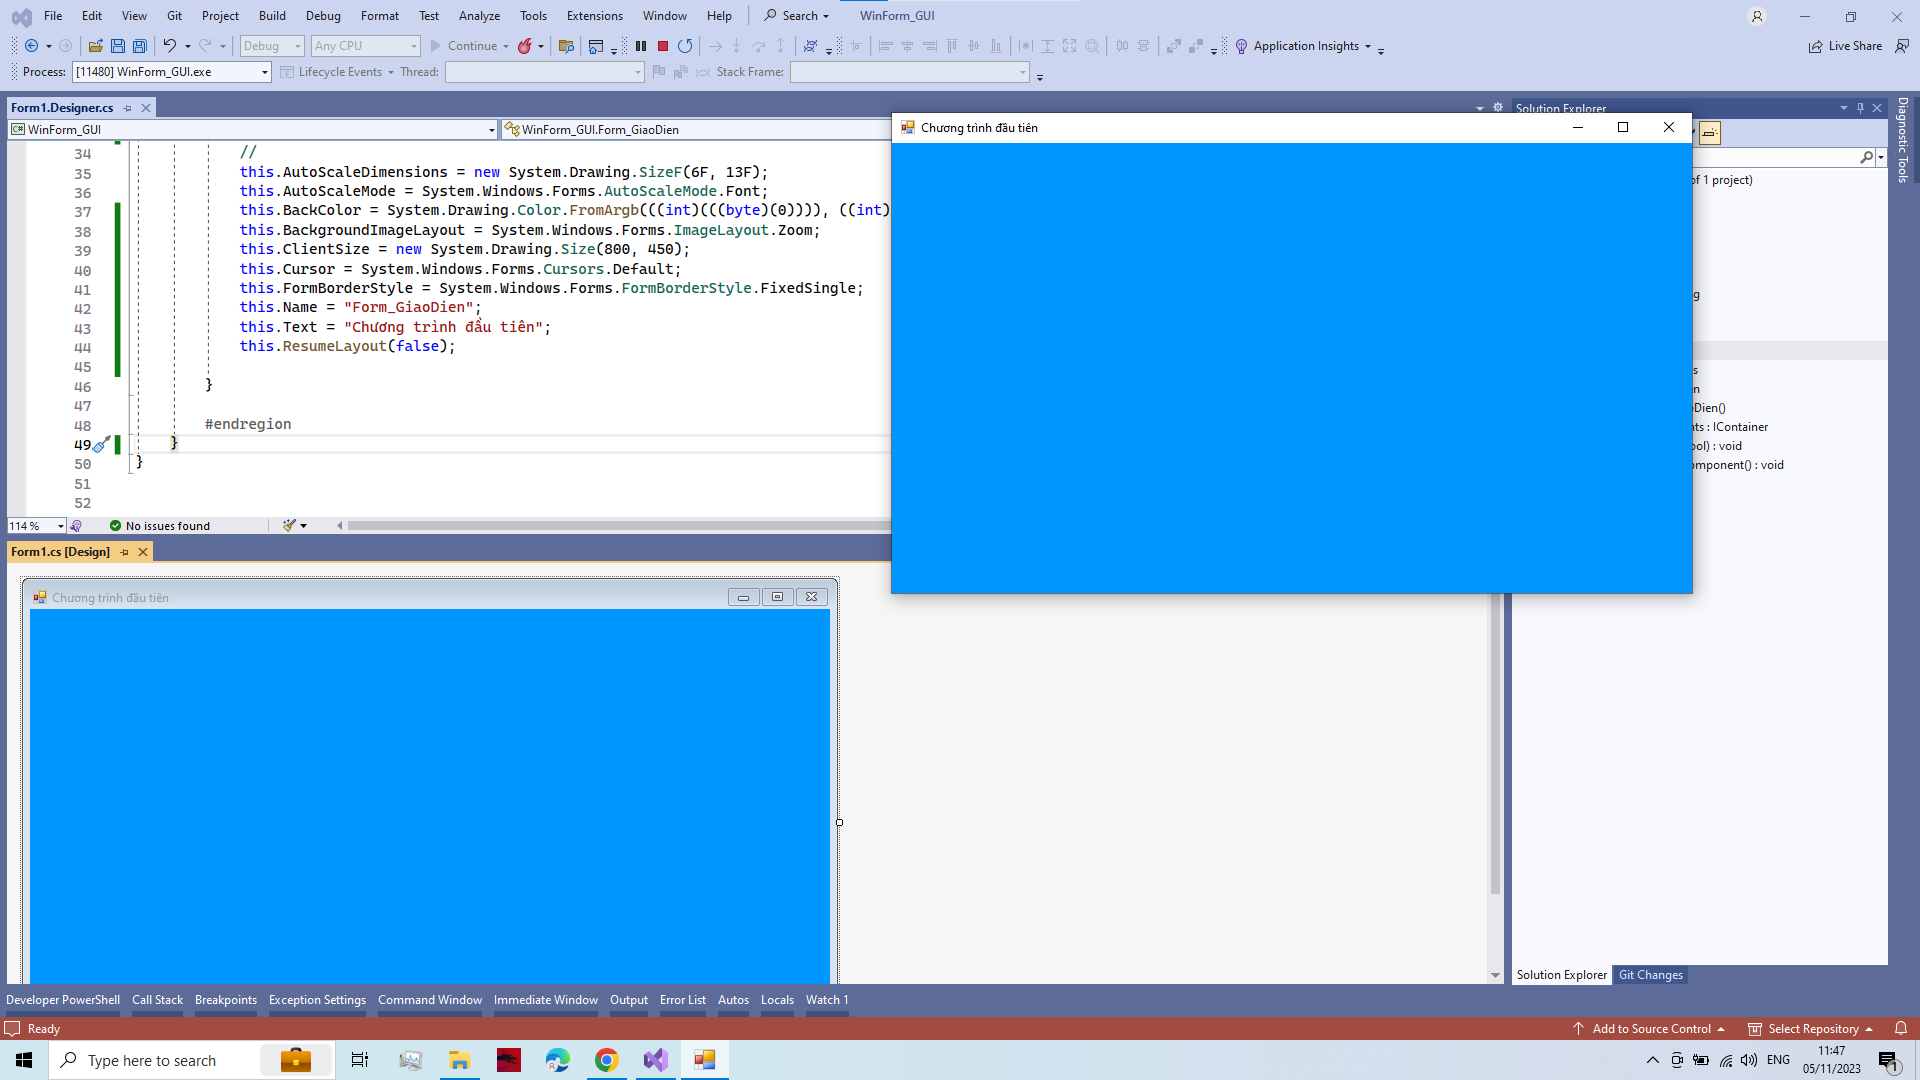 File Edit View Git Project Build Debug Format Test Analyze Tools Extensions Window Help Search WinForm_GUI
Debug Any CPU Continue Application Insights Live Share
Process: [11480] WinForm_GUI.exe Lifecycle Events Thread: Stack Frame:
Form1.Designer.cs
WinForm_GUI WinForm_GUI.Form_GiaoDien
34 //
35 this.AutoScaleDimensions = new System.Drawing.SizeF(6F, 13F);
36 this.AutoScaleMode = System.Windows.Forms.AutoScaleMode.Font;
37 this.BackColor = System.Drawing.Color.FromArgb(((int)(((byte)(0)))), ((int)
38 this.BackgroundImageLayout = System.Windows.Forms.ImageLayout.Zoom;
39 this.ClientSize = new System.Drawing.Size(800, 450);
40 this.Cursor = System.Windows.Forms.Cursors.Default;
41 this.FormBorderStyle = System.Windows.Forms.FormBorderStyle.FixedSingle;
42 this.Name = "Form_GiaoDien";
43 this.Text = "Chương trình đầu tiên";
44 this.ResumeLayout(false);
45
46 }
47
48 #endregion
49 }
50 }
51
52
114 % No issues found
Form1.cs [Design]
Chương trình đầu tiên
Chương trình đầu tiên
Solution Explorer
of 1 project)
Dien()
nts : IContainer
ool) : void
omponent() : void
Diagnostic Tools
Solution Explorer Git Changes
Developer PowerShell Call Stack Breakpoints Exception Settings Command Window Immediate Window Output Error List Autos Locals Watch 1
Ready Add to Source Control Select Repository
Type here to search ENG 11:47
05/11/2023 1